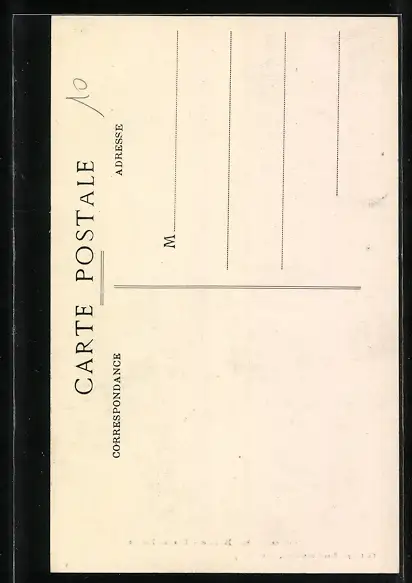 10
CARTE POSTALE
CORRESPONDANCE
ADRESSE
M